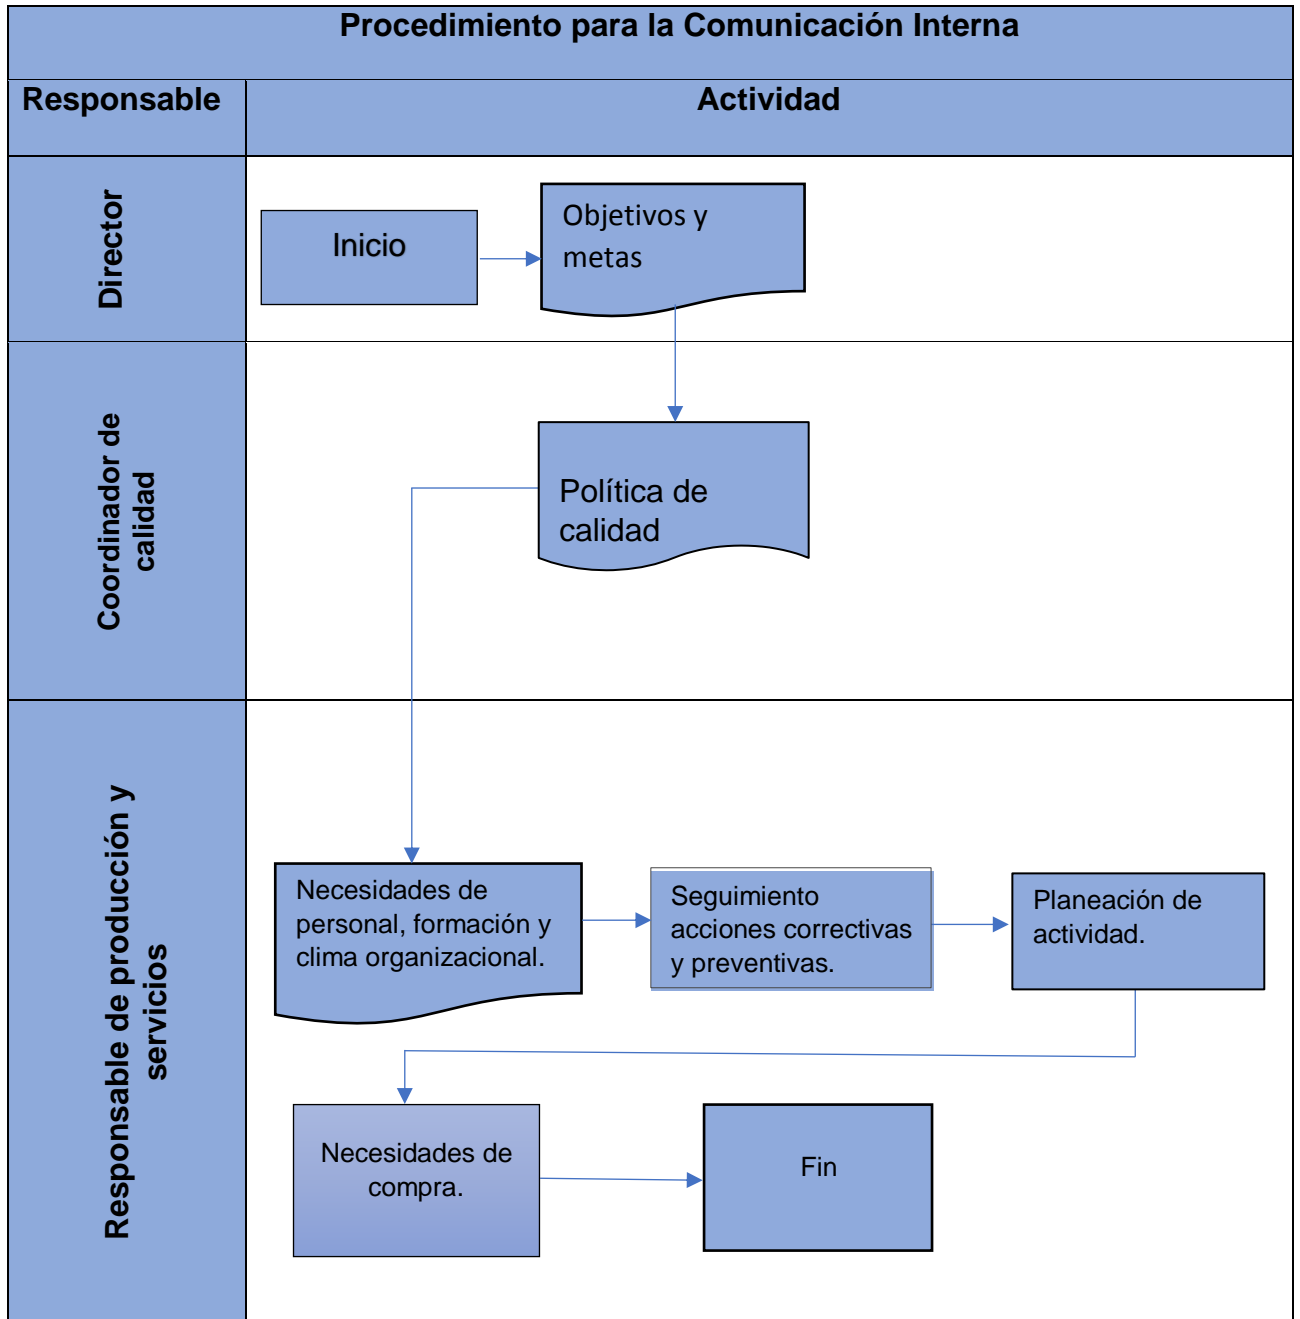 Procedimiento para la Comunicación Interna
Responsable
Actividad
Director
Inicio
Objetivos y
metas
Coordinador de
calidad
Política de
calidad
Responsable de producción y
servicios
Necesidades de
personal, formación y
clima organizacional.
Seguimiento
acciones correctivas
y preventivas.
Planeación de
actividad.
Necesidades de
compra.
Fin